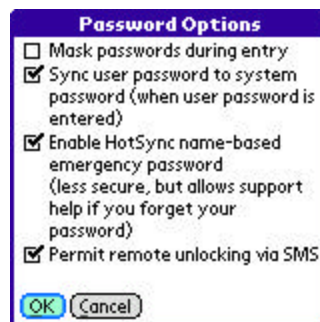 Password Options
Mask passwords during entry
Sync user password to system
password (when user password is
entered)
Enable HotSync name-based
emergency password
(less secure, but allows support
help if you forget your
password)
Permit remote unlocking via SMS
OK Cancel